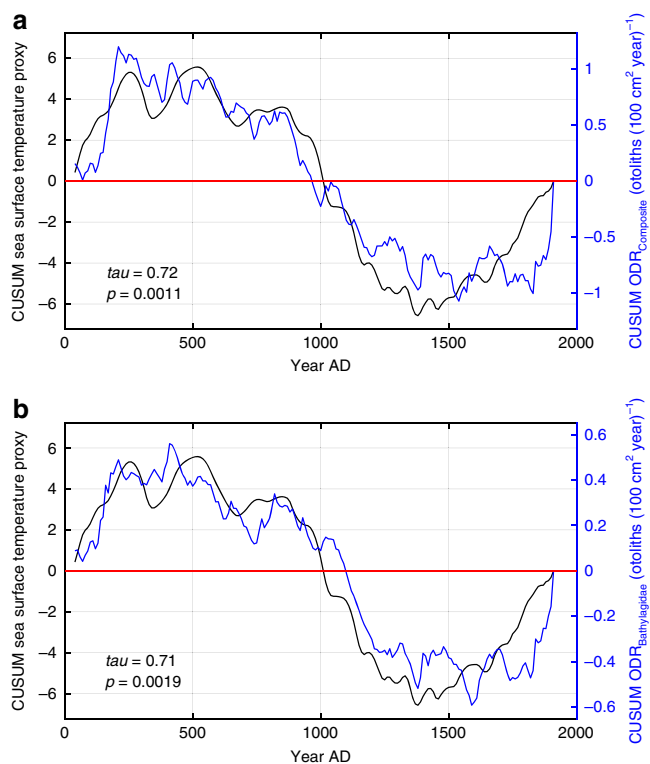 a
CUSUM sea surface temperature proxy
6
4
2
0
−2
−4
−6
tau = 0.72
p = 0.0011
1
0.5
0
−0.5
−1
CUSUM ODR Composite (otoliths (100 cm² year)⁻¹)
0 500 1000 1500 2000
Year AD
b
CUSUM sea surface temperature proxy
6
4
2
0
−2
−4
−6
tau = 0.71
p = 0.0019
0.6
0.4
0.2
0
−0.2
−0.4
−0.6
CUSUM ODR Bathylagidae (otoliths (100 cm² year)⁻¹)
0 500 1000 1500 2000
Year AD